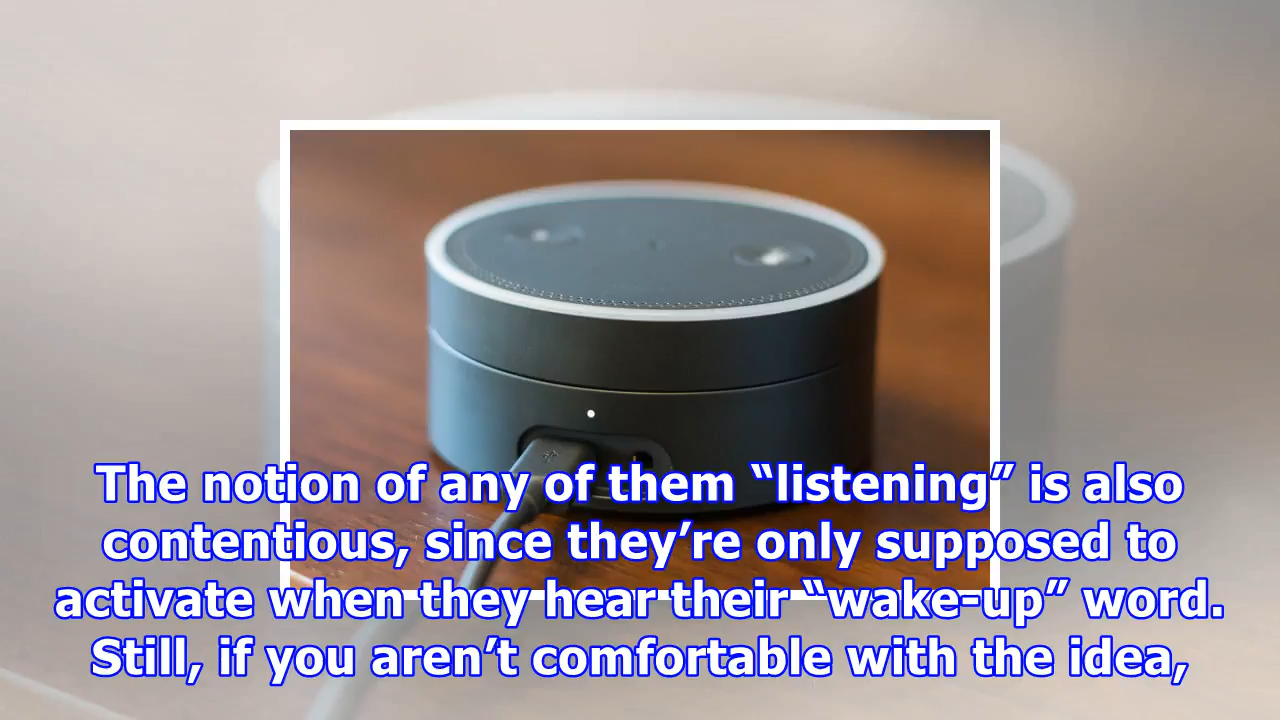 The notion of any of them “listening” is also
contentious, since they’re only supposed to
activate when they hear their “wake-up” word.
Still, if you aren’t comfortable with the idea,